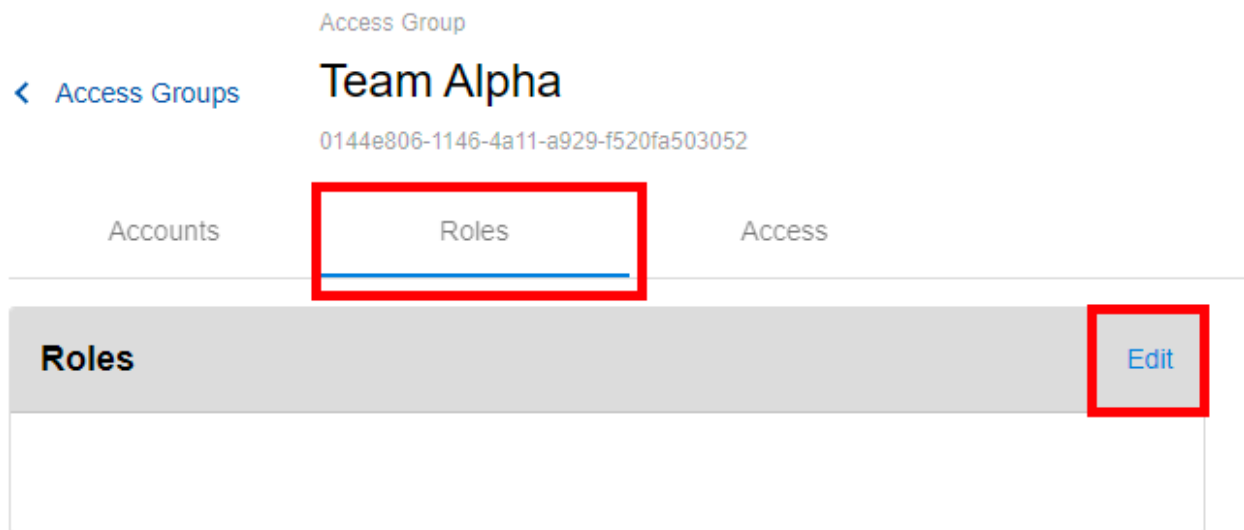 Access Group
Access Groups
Team Alpha
0144e806-1146-4a11-a929-f520fa503052
Accounts Roles Access
Roles Edit